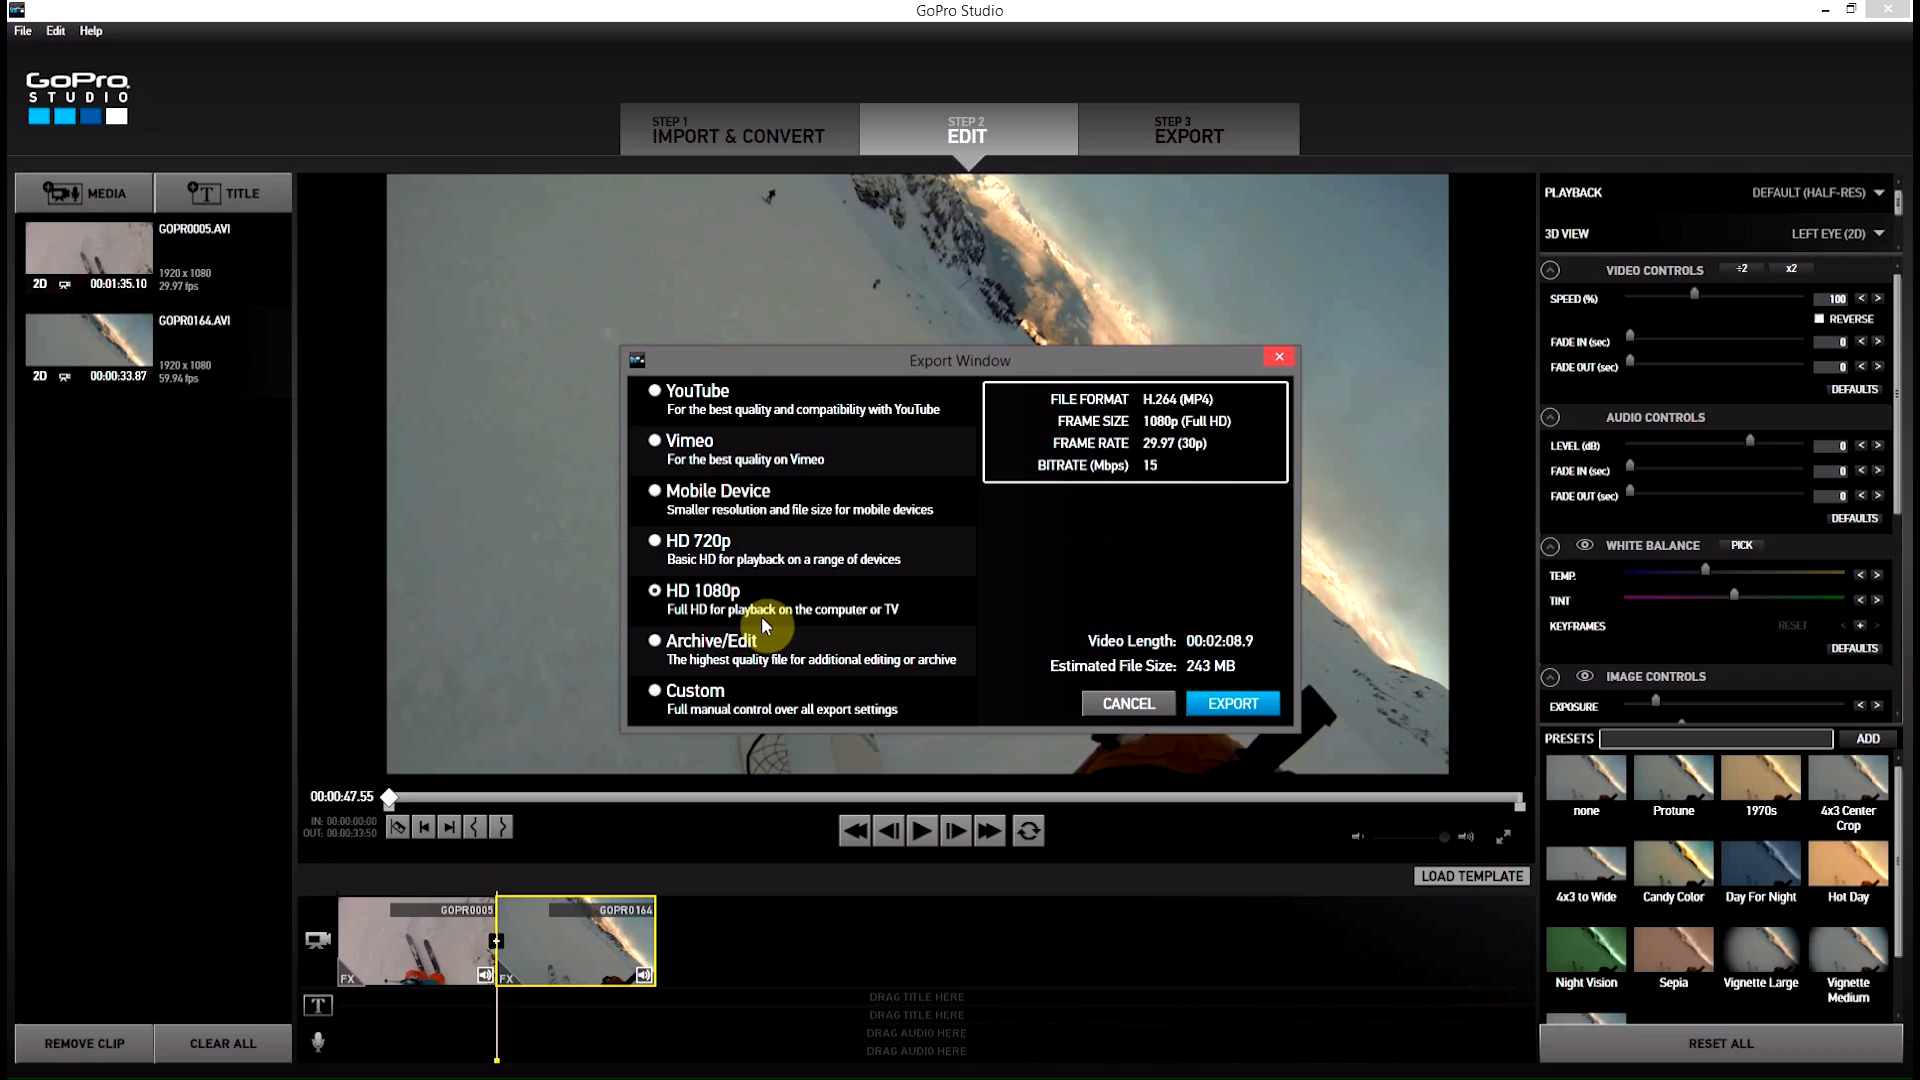 GoPro Studio
File Edit Help
GoPro
STUDIO
STEP 1
IMPORT & CONVERT
STEP 2
EDIT
STEP 3
EXPORT
MEDIA
TITLE
GOPR0005.AVI
1920 x 1080
29.97 fps
2D 00:01:35.10
GOPR0164.AVI
1920 x 1080
59.94 fps
2D 00:00:33.87
REMOVE CLIP
CLEAR ALL
Export Window
YouTube
For the best quality and compatibility with YouTube
Vimeo
For the best quality on Vimeo
Mobile Device
Smaller resolution and file size for mobile devices
HD 720p
Basic HD for playback on a range of devices
HD 1080p
Full HD for playback on the computer or TV
Archive/Edit
The highest quality file for additional editing or archive
Custom
Full manual control over all export settings
FILE FORMAT H.264 (MP4)
FRAME SIZE 1080p (Full HD)
FRAME RATE 29.97 (30p)
BITRATE (Mbps) 15
Video Length: 00:02:08.9
Estimated File Size: 243 MB
CANCEL
EXPORT
00:00:47.55
IN: 00:00:00:00
OUT: 00:00:33:50
LOAD TEMPLATE
GOPR0005
FX
GOPR0164
FX
T
DRAG TITLE HERE
DRAG TITLE HERE
DRAG AUDIO HERE
DRAG AUDIO HERE
PLAYBACK DEFAULT (HALF-RES)
3D VIEW LEFT EYE (2D)
VIDEO CONTROLS ÷2 x2
SPEED (%) 100 < >
REVERSE
FADE IN (sec) 0 < >
FADE OUT (sec) 0 < >
DEFAULTS
AUDIO CONTROLS
LEVEL (dB) 0 < >
FADE IN (sec) 0 < >
FADE OUT (sec) 0 < >
DEFAULTS
WHITE BALANCE PICK
TEMP. < >
TINT < >
KEYFRAMES RESET < + >
DEFAULTS
IMAGE CONTROLS
EXPOSURE < >
PRESETS ADD
none
Protune
1970s
4x3 Center
Crop
4x3 to Wide
Candy Color
Day For Night
Hot Day
Night Vision
Sepia
Vignette Large
Vignette
Medium
RESET ALL